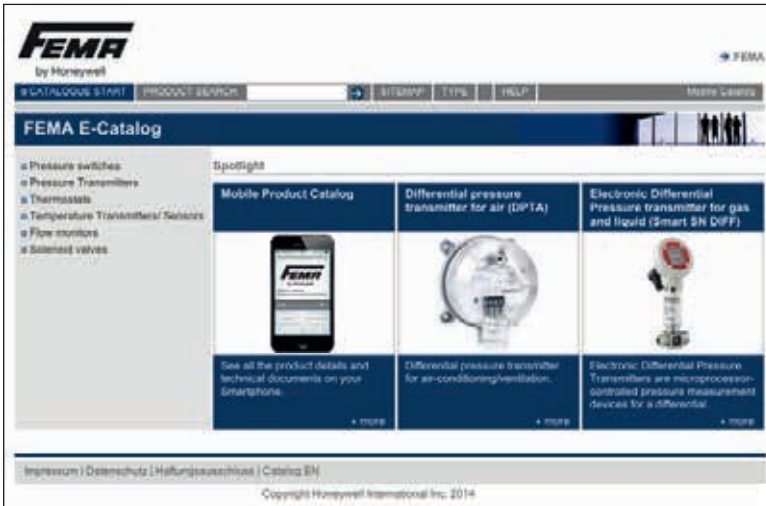 FEMA
by Honeywell
FEMA
CATALOGUE START
PRODUCT SEARCH
SITEMAP
TYPE
HELP
Mobile Catalog
FEMA E-Catalog
Pressure switches
Pressure Transmitters
Thermostats
Temperature Transmitters/ Sensors
Flow monitors
Solenoid valves
Spotlight
Mobile Product Catalog
FEMA
by Honeywell
See all the product details and
technical documents on your
Smartphone.
+ more
Differential pressure
transmitter for air (DPTA)
Differential pressure transmitter
for air-conditioning/ventilation.
+ more
Electronic Differential
Pressure transmitter for gas
and liquid (Smart SN DIFF)
Electronic Differential Pressure
Transmitters are microprocessor-
controlled pressure measurement
devices for a differential.
+ more
Impressum | Datenschutz | Haftungsausschluss | Catalog EN
Copyright Honeywell International Inc. 2014